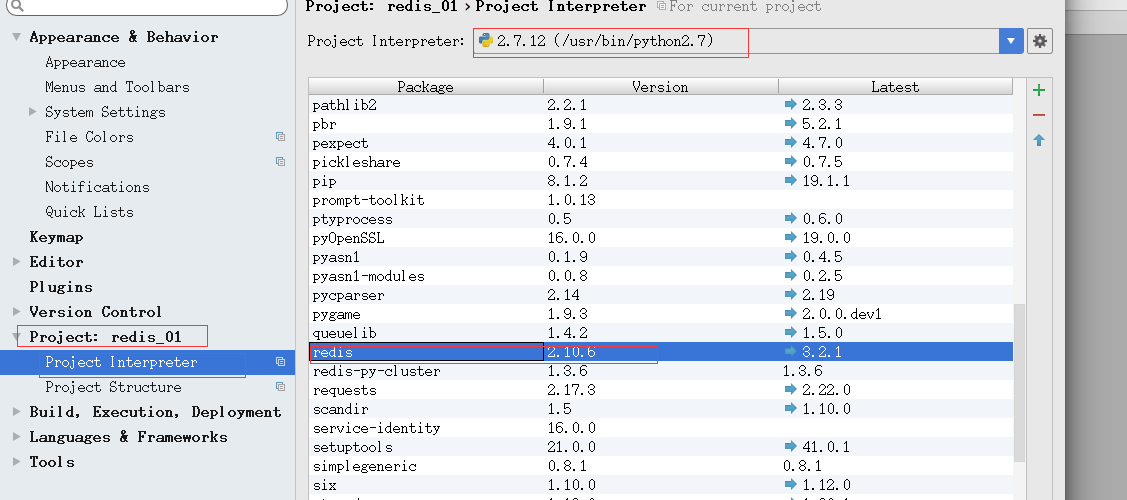 Project: redis_01 › Project Interpreter For current project
Appearance & Behavior
Appearance
Menus and Toolbars
System Settings
File Colors
Scopes
Notifications
Quick Lists
Keymap
Editor
Plugins
Version Control
Project: redis_01
Project Interpreter
Project Structure
Build, Execution, Deployment
Languages & Frameworks
Tools
Project Interpreter: 2.7.12 (/usr/bin/python2.7)
Package Version Latest
pathlib2 2.2.1 2.3.3
pbr 1.9.1 5.2.1
pexpect 4.0.1 4.7.0
pickleshare 0.7.4 0.7.5
pip 8.1.2 19.1.1
prompt-toolkit 1.0.13
ptyprocess 0.5 0.6.0
pyOpenSSL 16.0.0 19.0.0
pyasn1 0.1.9 0.4.5
pyasn1-modules 0.0.8 0.2.5
pycparser 2.14 2.19
pygame 1.9.3 2.0.0.dev1
queuelib 1.4.2 1.5.0
redis 2.10.6 3.2.1
redis-py-cluster 1.3.6 1.3.6
requests 2.17.3 2.22.0
scandir 1.5 1.10.0
service-identity 16.0.0
setuptools 21.0.0 41.0.1
simplegeneric 0.8.1 0.8.1
six 1.10.0 1.12.0